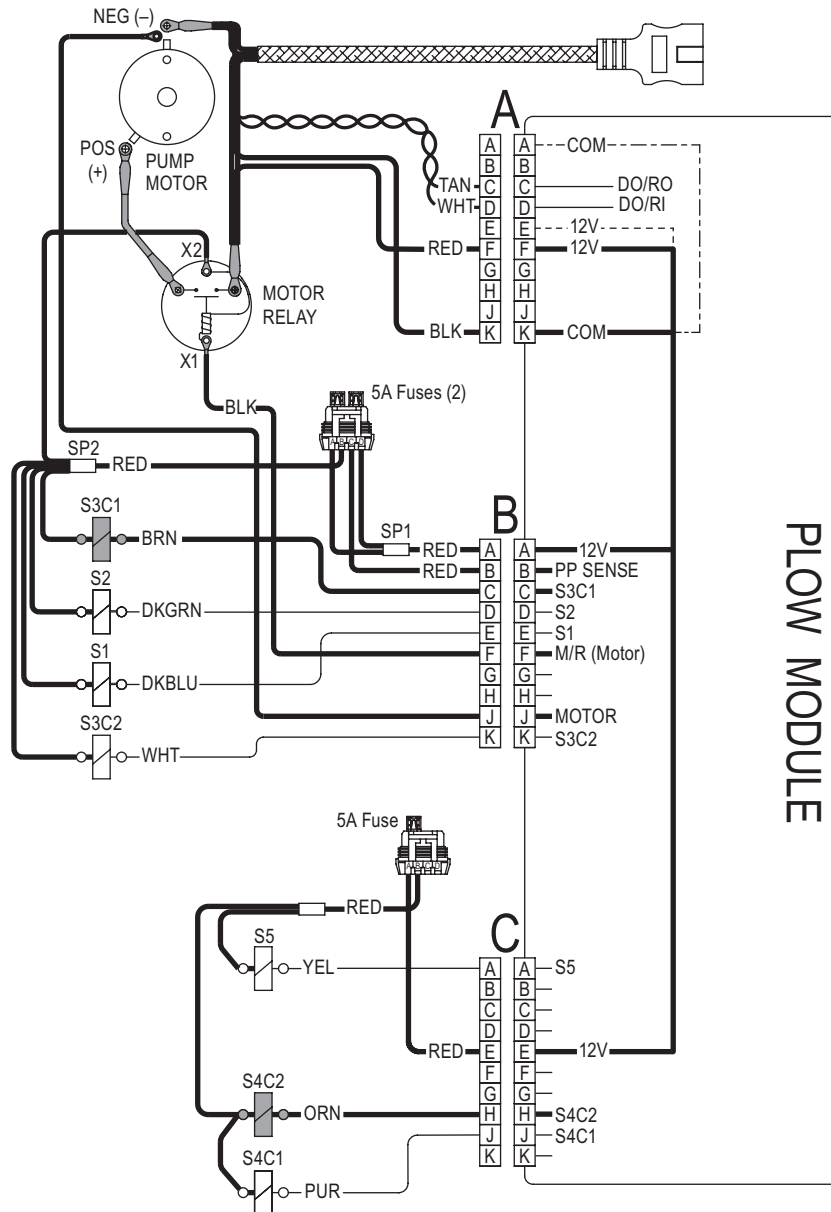 NEG (–)
POS
(+)
PUMP
MOTOR
X2
MOTOR
RELAY
X1
BLK
5A Fuses (2)
A B C D
SP2
RED
S3C1
BRN
S2
DKGRN
S1
DKBLU
S3C2
WHT
SP1
RED
RED
A
A A COM
B B
TAN C C DO/RO
WHT D D DO/RI
E E 12V
RED F F 12V
G G
H H
J J
BLK K K COM
B
A A 12V
B B PP SENSE
C C S3C1
D D S2
E E S1
F F M/R (Motor)
G G
H H
J J MOTOR
K K S3C2
PLOW MODULE
5A Fuse
A B C D
RED
S5
YEL
C
A A S5
B B
C C
D D
RED E E 12V
F F
G G
S4C2
ORN H H S4C2
J J S4C1
K K
S4C1
PUR